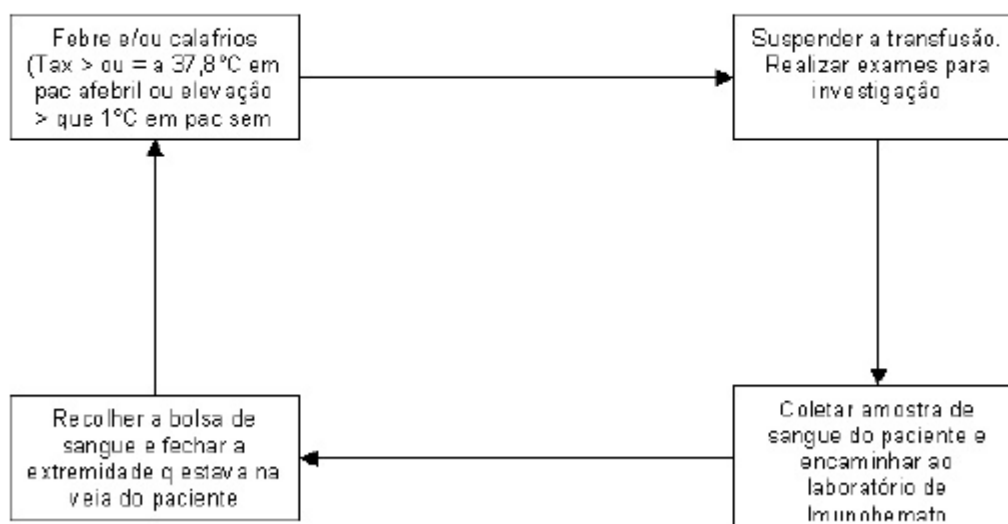 Febre e/ou calafrios
(Tax > ou = a 37,8°C em
pac afebril ou elevação
> que 1°C em pac sem
Suspender a transfusão.
Realizar exames para
investigação
Coletar amostra de
sangue do paciente e
encaminhar ao
laboratório de
Imunohemato
Recolher a bolsa de
sangue e fechar a
extremidade q estava na
veia do paciente